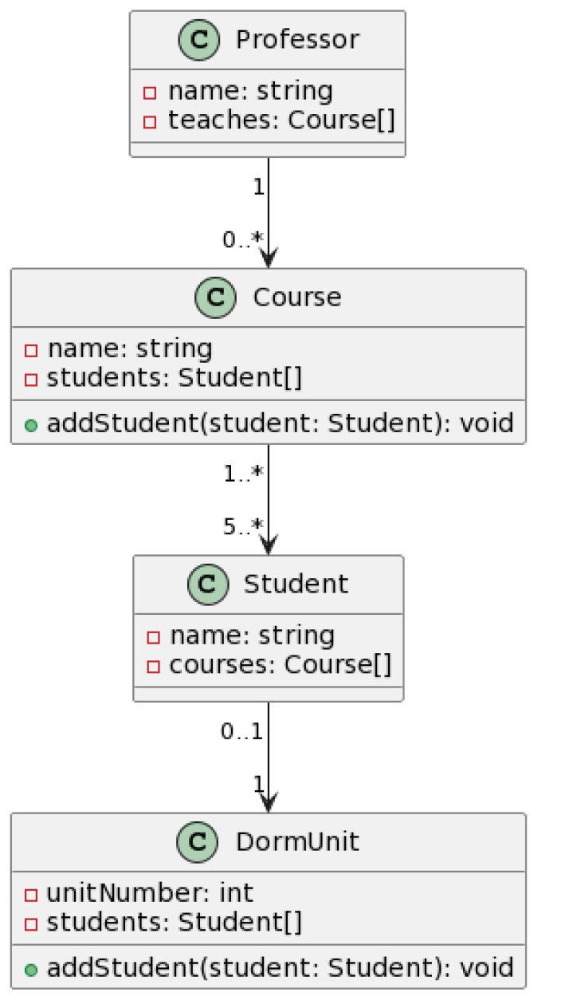 C Professor
name: string
teaches: Course[]
1
0..*
C Course
name: string
students: Student[]
addStudent(student: Student): void
1..*
5..*
C Student
name: string
courses: Course[]
0..1
1
C DormUnit
unitNumber: int
students: Student[]
addStudent(student: Student): void